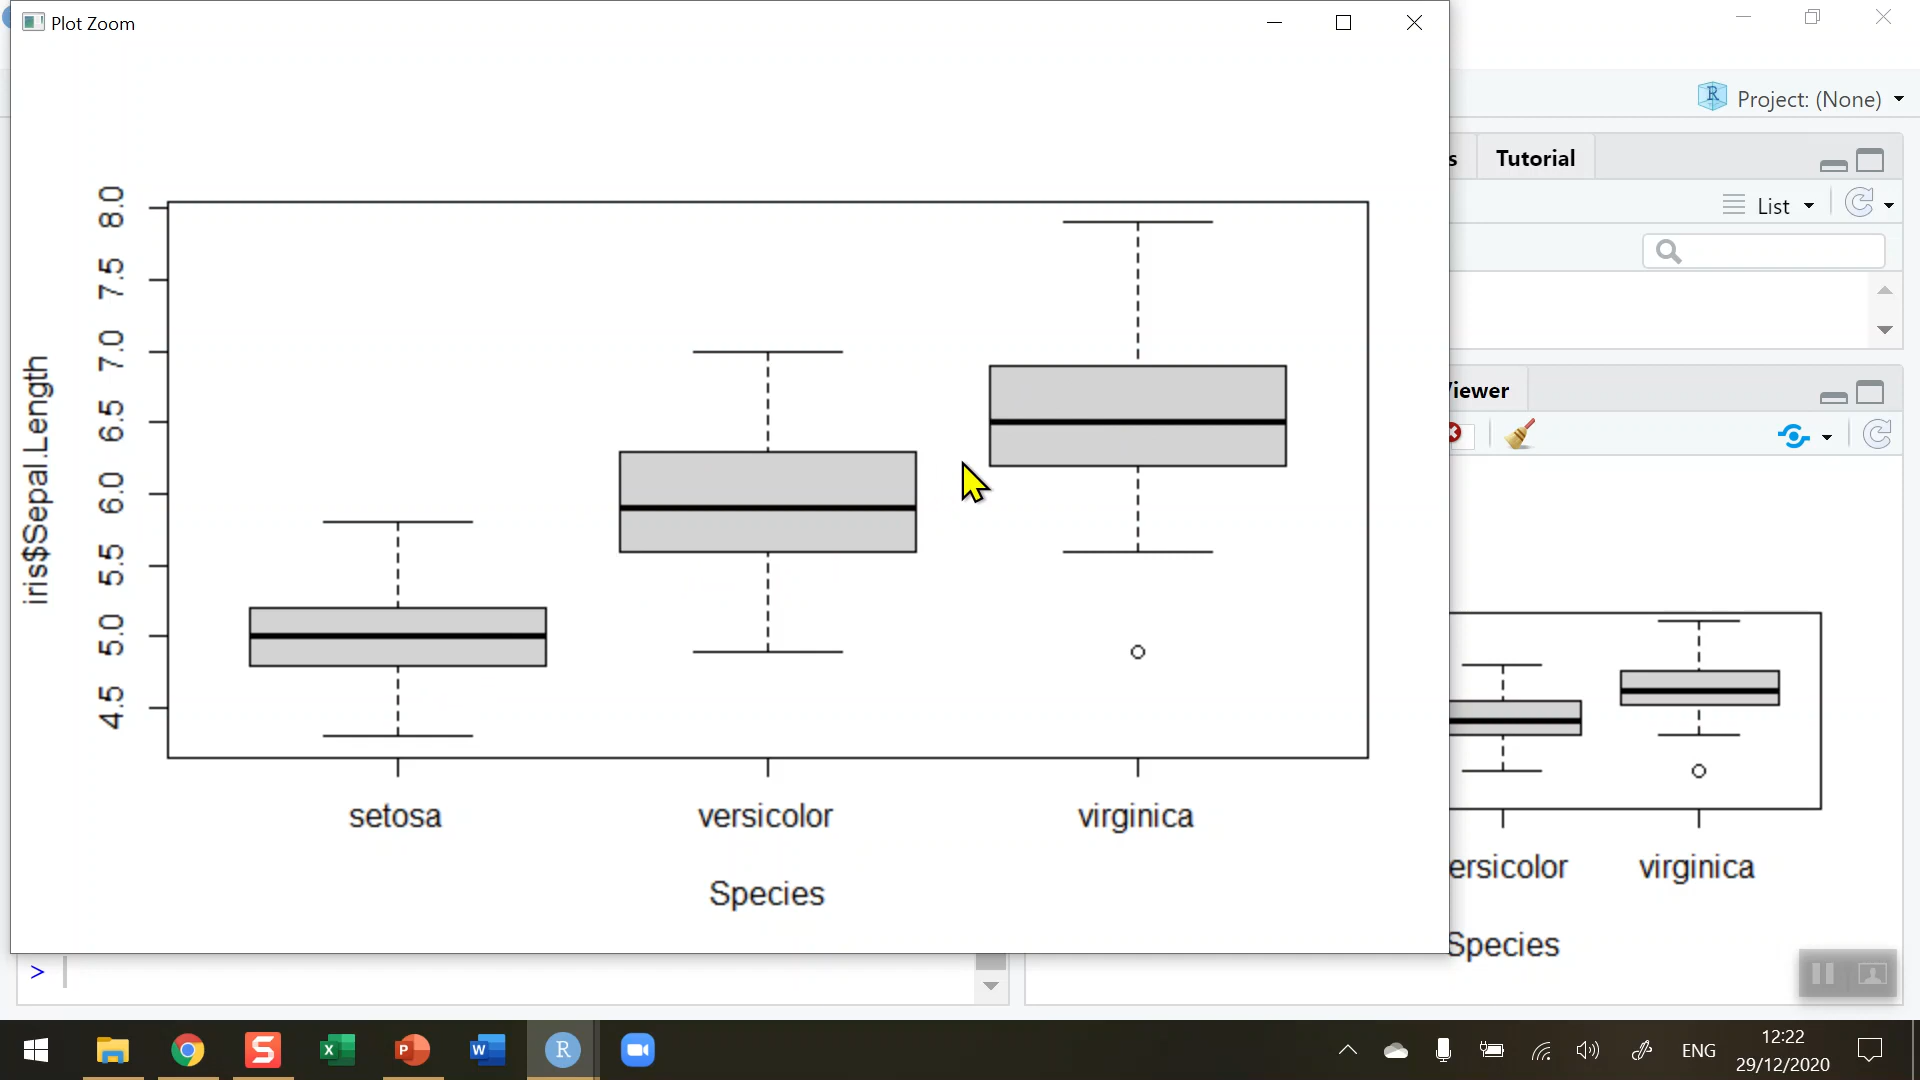 Plot Zoom
Project: (None)
s
Tutorial
List
Viewer
iris$Sepal.Length
8.0
7.5
7.0
6.5
6.0
5.5
5.0
4.5
setosa
versicolor
virginica
Species
ersicolor
virginica
Species
>
S
X
P
W
R
ENG
12:22
29/12/2020